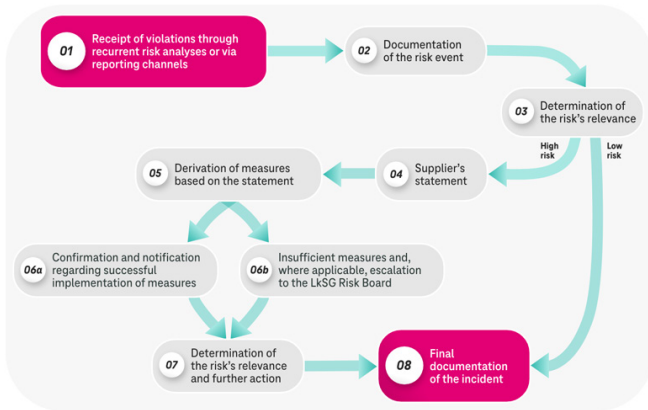 01
Receipt of violations through
recurrent risk analyses or via
reporting channels
02
Documentation
of the risk event
03
Determination of
the risk's relevance
High
risk
Low
risk
04
Supplier's
statement
05
Derivation of measures
based on the statement
06a
Confirmation and notification
regarding successful
implementation of measures
06b
Insufficient measures and,
where applicable, escalation
to the LkSG Risk Board
07
Determination of
the risk's relevance
and further action
08
Final
documentation
of the incident